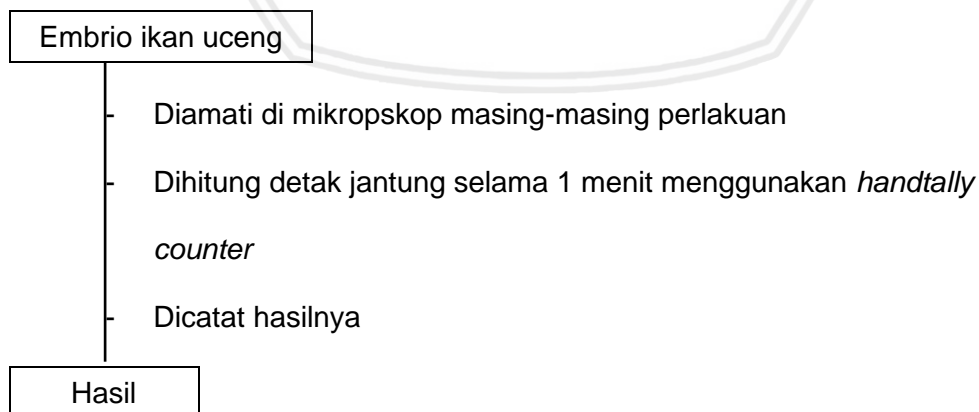 Embrio ikan uceng
- Diamati di mikropskop masing-masing perlakuan
- Dihitung detak jantung selama 1 menit menggunakan handtally
counter
- Dicatat hasilnya
Hasil